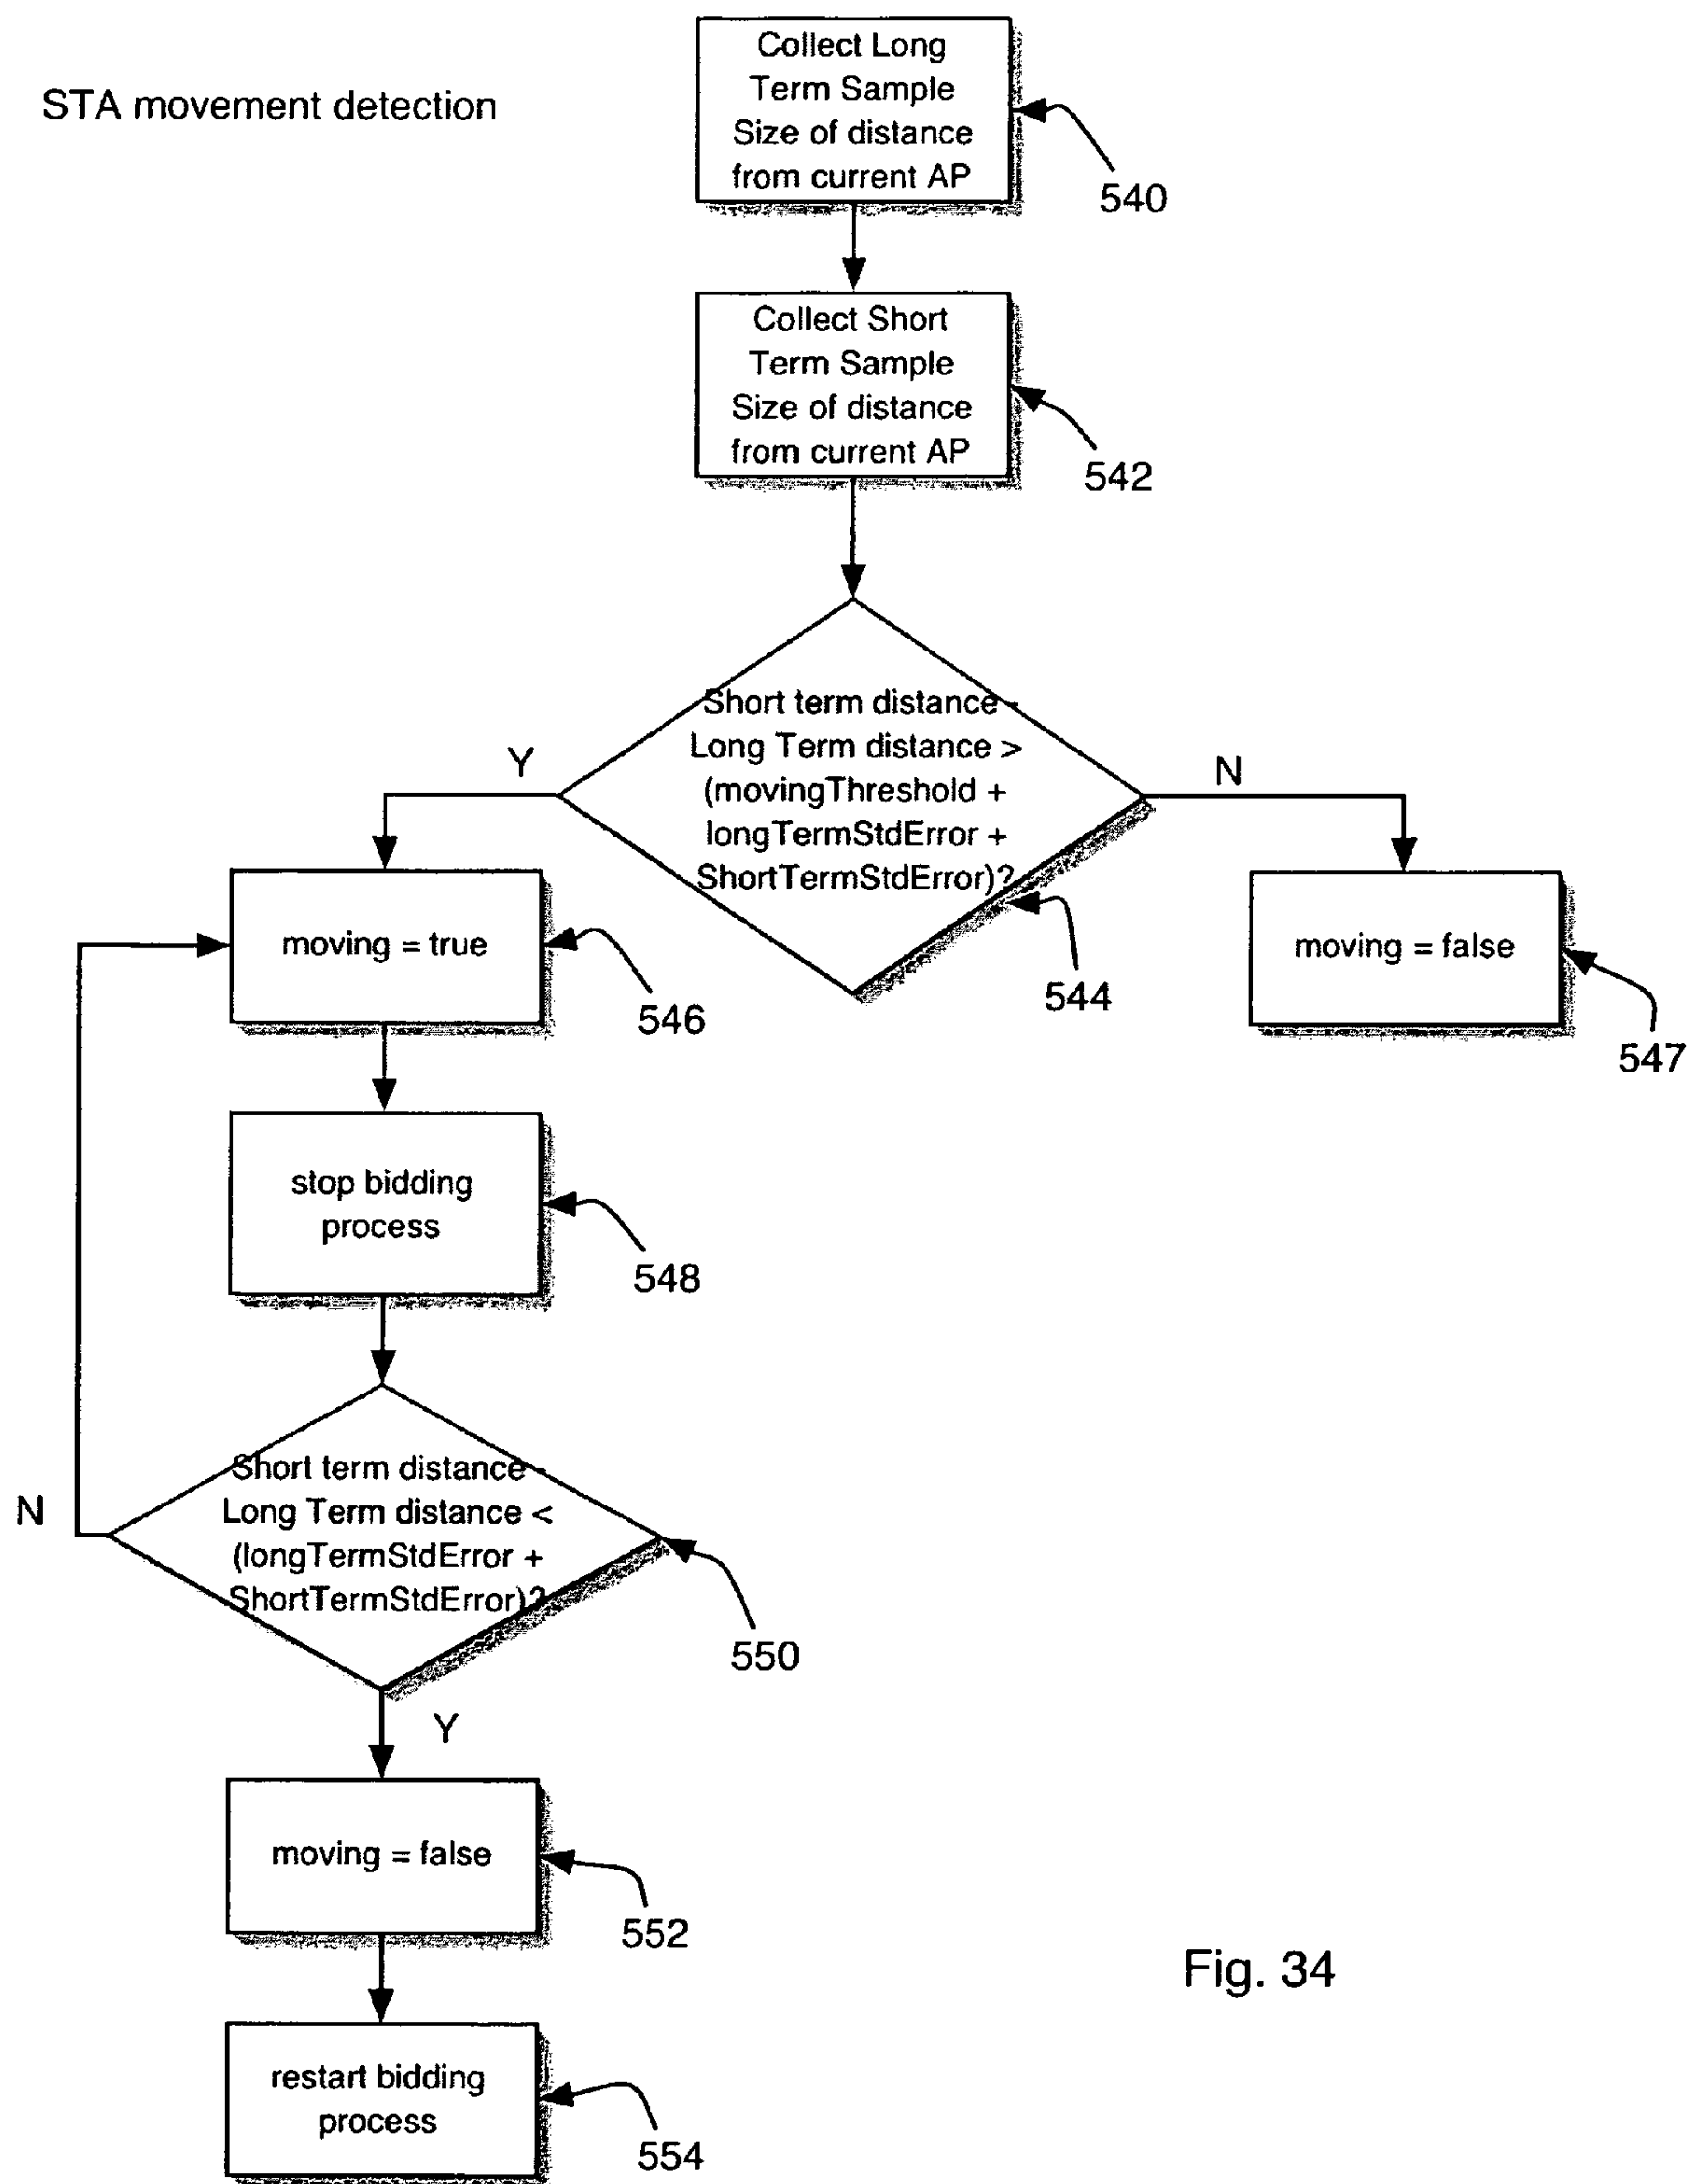 STA movement detection
Collect Long
Term Sample
Size of distance
from current AP
540
Collect Short
Term Sample
Size of distance
from current AP
542
Short term distance -
Long Term distance >
(movingThreshold +
longTermStdError +
ShortTermStdError)?
544
Y
N
moving = true
546
moving = false
547
stop bidding
process
548
Short term distance -
Long Term distance <
(longTermStdError +
ShortTermStdError)?
550
N
Y
moving = false
552
restart bidding
process
554
Fig. 34